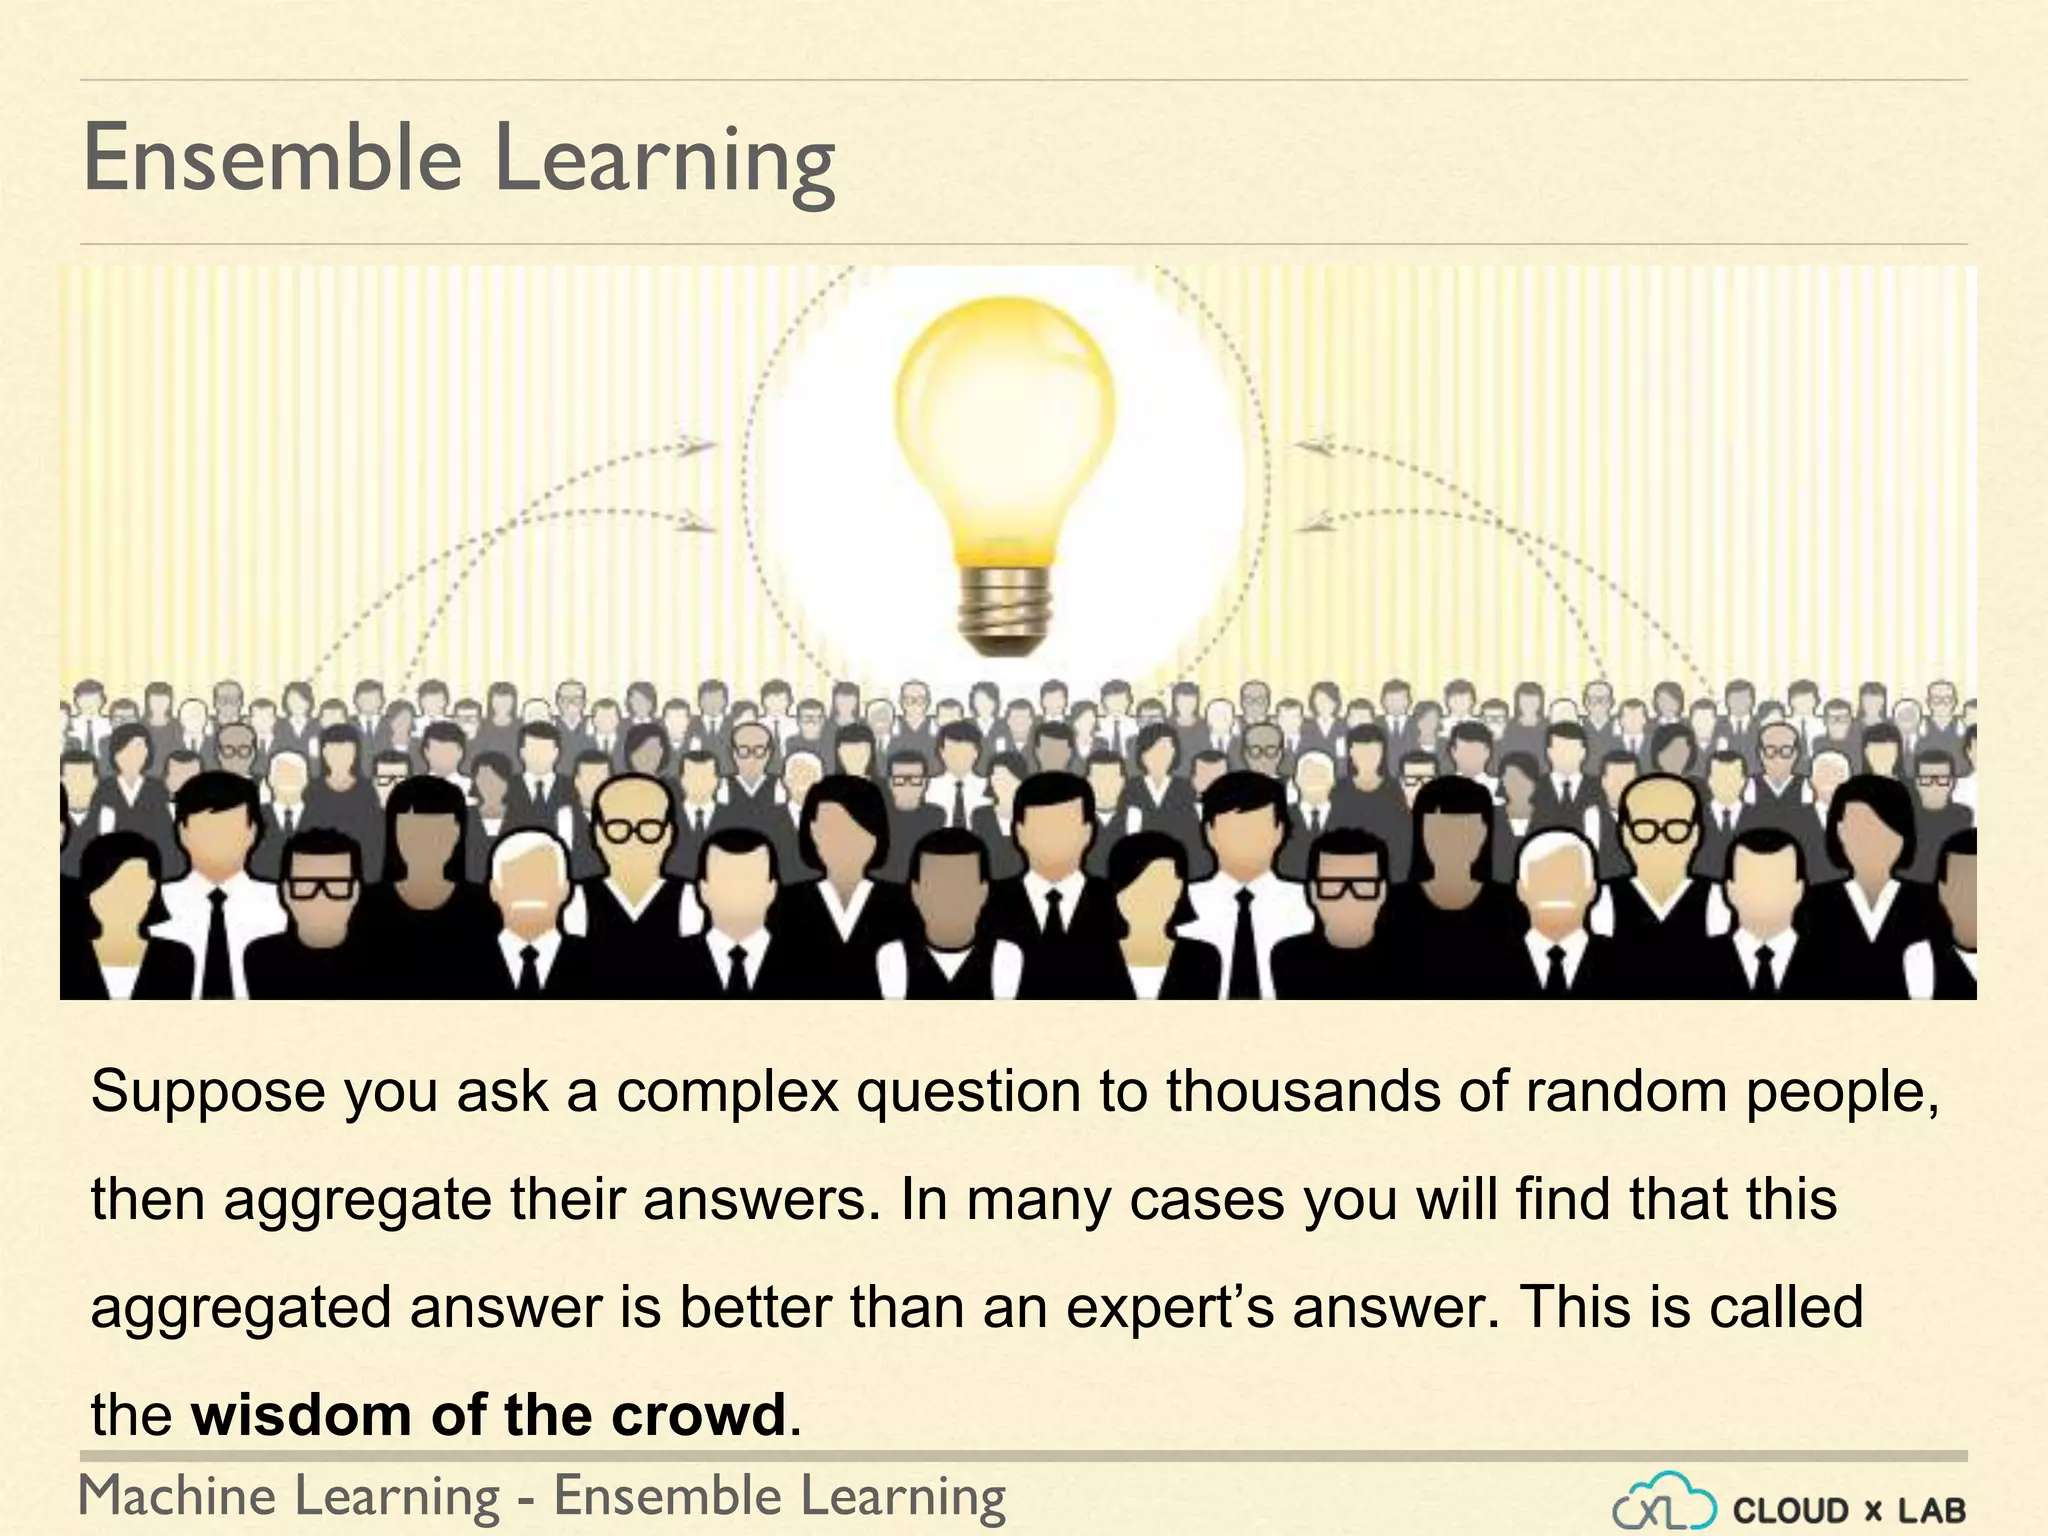 Ensemble Learning
Suppose you ask a complex question to thousands of random people,
then aggregate their answers. In many cases you will find that this
aggregated answer is better than an expert’s answer. This is called
the wisdom of the crowd.
Machine Learning - Ensemble Learning
CXL CLOUD x LAB